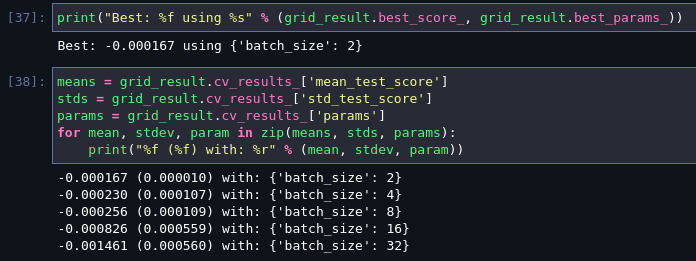 [37]: print("Best: %f using %s" % (grid_result.best_score_, grid_result.best_params_))
Best: -0.000167 using {'batch_size': 2}
[38]: means = grid_result.cv_results_['mean_test_score']
stds = grid_result.cv_results_['std_test_score']
params = grid_result.cv_results_['params']
for mean, stdev, param in zip(means, stds, params):
    print("%f (%f) with: %r" % (mean, stdev, param))
-0.000167 (0.000010) with: {'batch_size': 2}
-0.000230 (0.000107) with: {'batch_size': 4}
-0.000256 (0.000109) with: {'batch_size': 8}
-0.000826 (0.000559) with: {'batch_size': 16}
-0.001461 (0.000560) with: {'batch_size': 32}